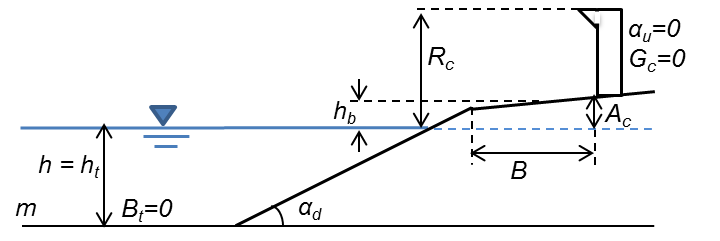 α_u=0
G_c=0
R_c
h_b
A_c
h = h_t
B
m
B_t=0
α_d